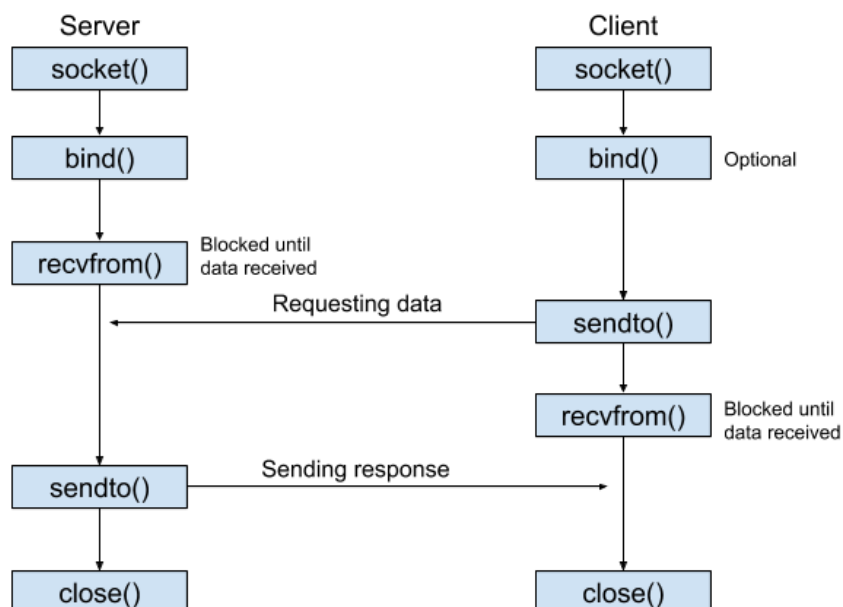 Server
Client
socket()
socket()
bind()
bind()
Optional
recvfrom()
Blocked until
data received
Requesting data
sendto()
recvfrom()
Blocked until
data received
Sending response
sendto()
close()
close()